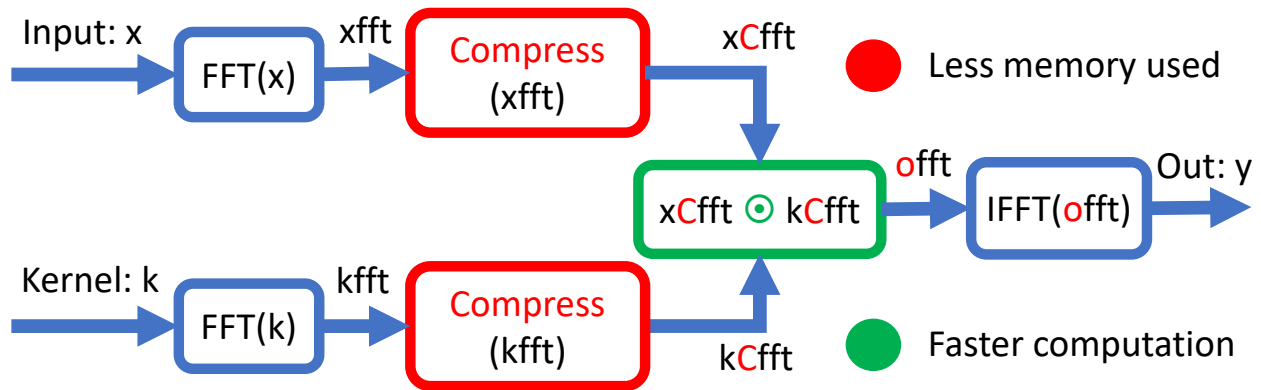 Input: x
FFT(x)
xfft
Compress
(xfft)
xCfft
Less memory used
xCfft ⊙ kCfft
offt
IFFT(offt)
Out: y
Kernel: k
FFT(k)
kfft
Compress
(kfft)
kCfft
Faster computation